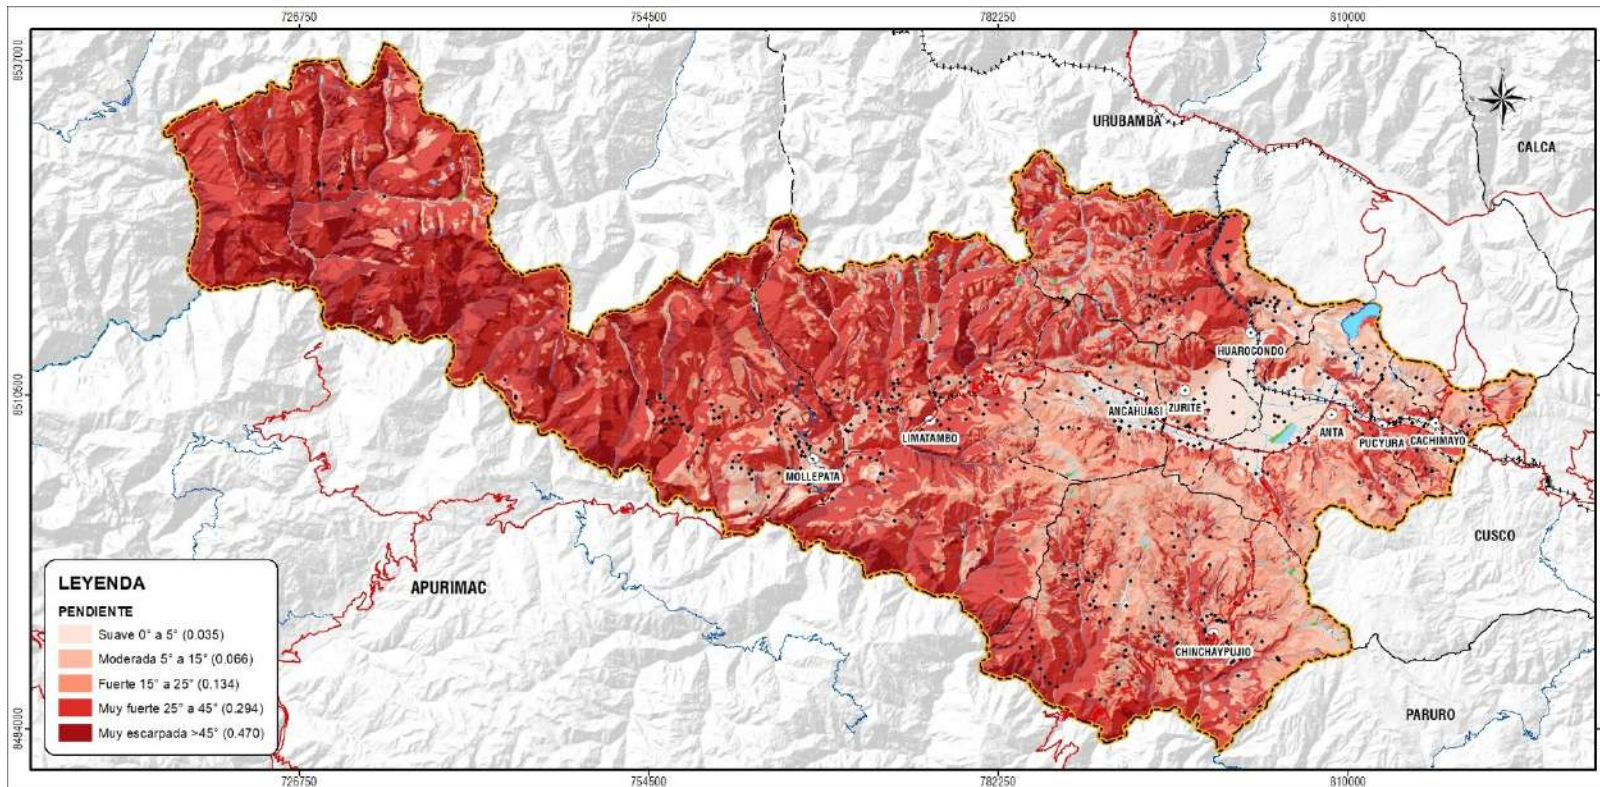 726750
754500
782250
810000
8537000
URUBAMBA
CALCA
HUAROCONDO
8510500
ANCAHUASI
ZURITE
LIMATAMBO
ANTA
PUCYURA
CACHIMAYO
MOLLEPATA
CUSCO
APURIMAC
CHINCHAYPUJIO
PARURO
8484000
LEYENDA
PENDIENTE
Suave 0° a 5° (0.035)
Moderada 5° a 15° (0.066)
Fuerte 15° a 25° (0.134)
Muy fuerte 25° a 45° (0.294)
Muy escarpada >45° (0.470)
726750
754500
782250
810000